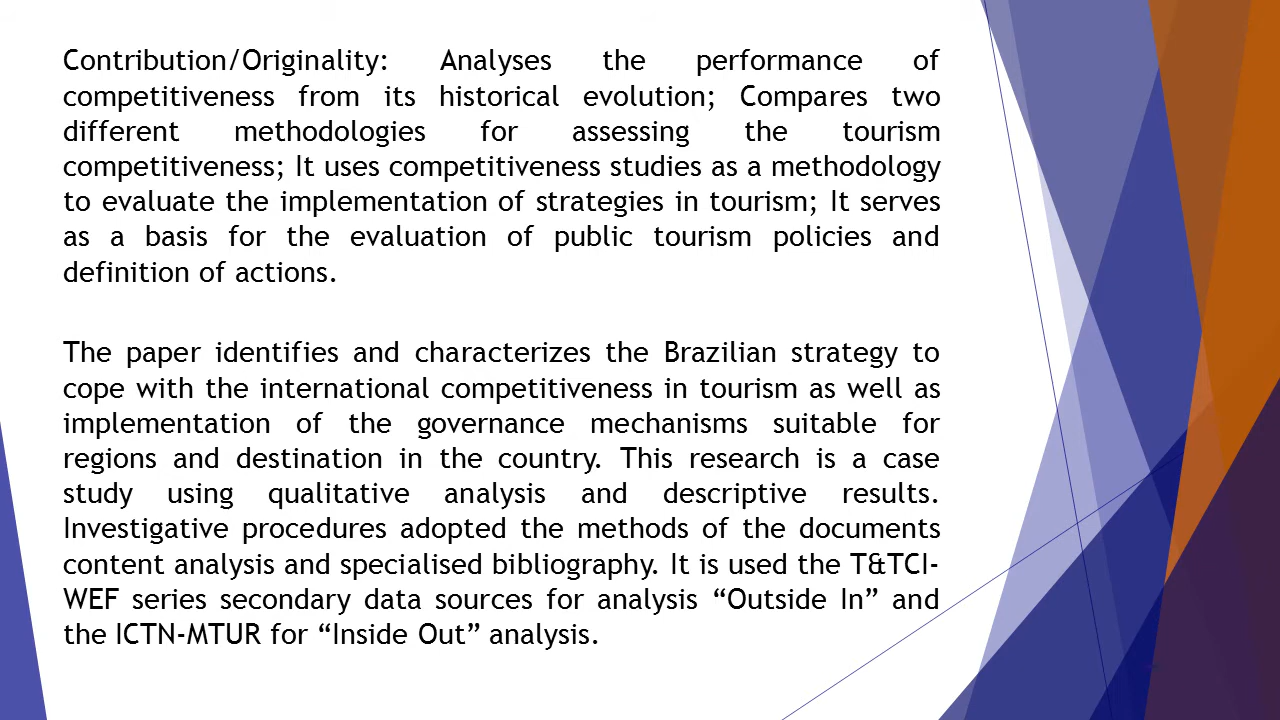 Contribution/Originality: Analyses the performance of
competitiveness from its historical evolution; Compares two
different methodologies for assessing the tourism
competitiveness; It uses competitiveness studies as a methodology
to evaluate the implementation of strategies in tourism; It serves
as a basis for the evaluation of public tourism policies and
definition of actions.
The paper identifies and characterizes the Brazilian strategy to
cope with the international competitiveness in tourism as well as
implementation of the governance mechanisms suitable for
regions and destination in the country. This research is a case
study using qualitative analysis and descriptive results.
Investigative procedures adopted the methods of the documents
content analysis and specialised bibliography. It is used the T&TCI-
WEF series secondary data sources for analysis “Outside In” and
the ICTN-MTUR for “Inside Out” analysis.